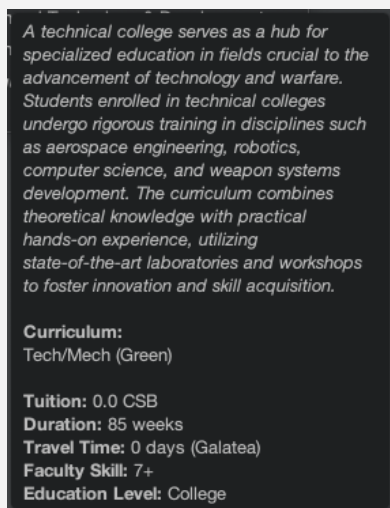 A technical college serves as a hub for
specialized education in fields crucial to the
advancement of technology and warfare.
Students enrolled in technical colleges
undergo rigorous training in disciplines such
as aerospace engineering, robotics,
computer science, and weapon systems
development. The curriculum combines
theoretical knowledge with practical
hands-on experience, utilizing
state-of-the-art laboratories and workshops
to foster innovation and skill acquisition.
Curriculum:
Tech/Mech (Green)
Tuition: 0.0 CSB
Duration: 85 weeks
Travel Time: 0 days (Galatea)
Faculty Skill: 7+
Education Level: College